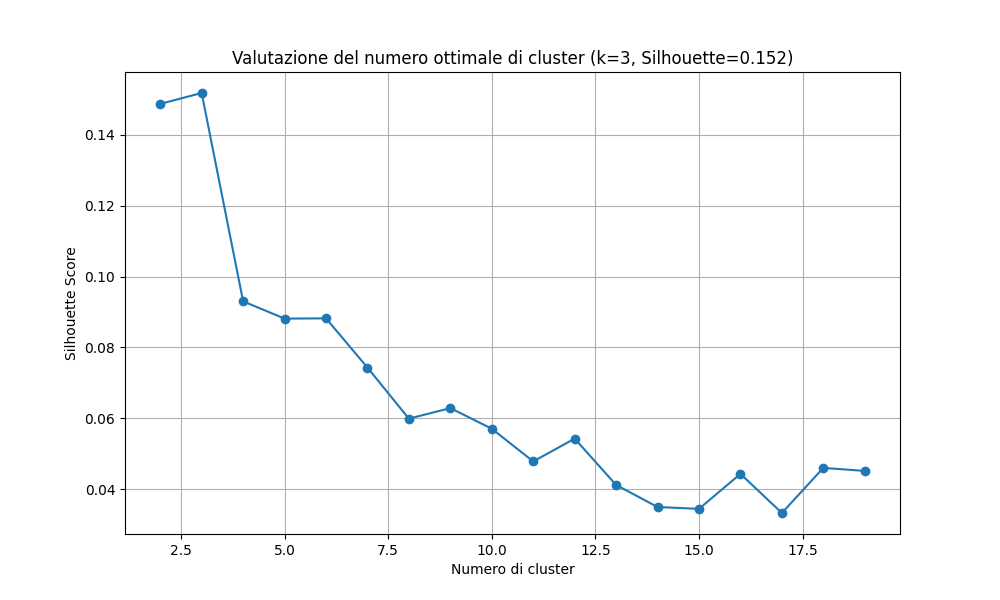 Valutazione del numero ottimale di cluster (k=3, Silhouette=0.152)
Silhouette Score
0.14
0.12
0.10
0.08
0.06
0.04
2.5 5.0 7.5 10.0 12.5 15.0 17.5
Numero di cluster